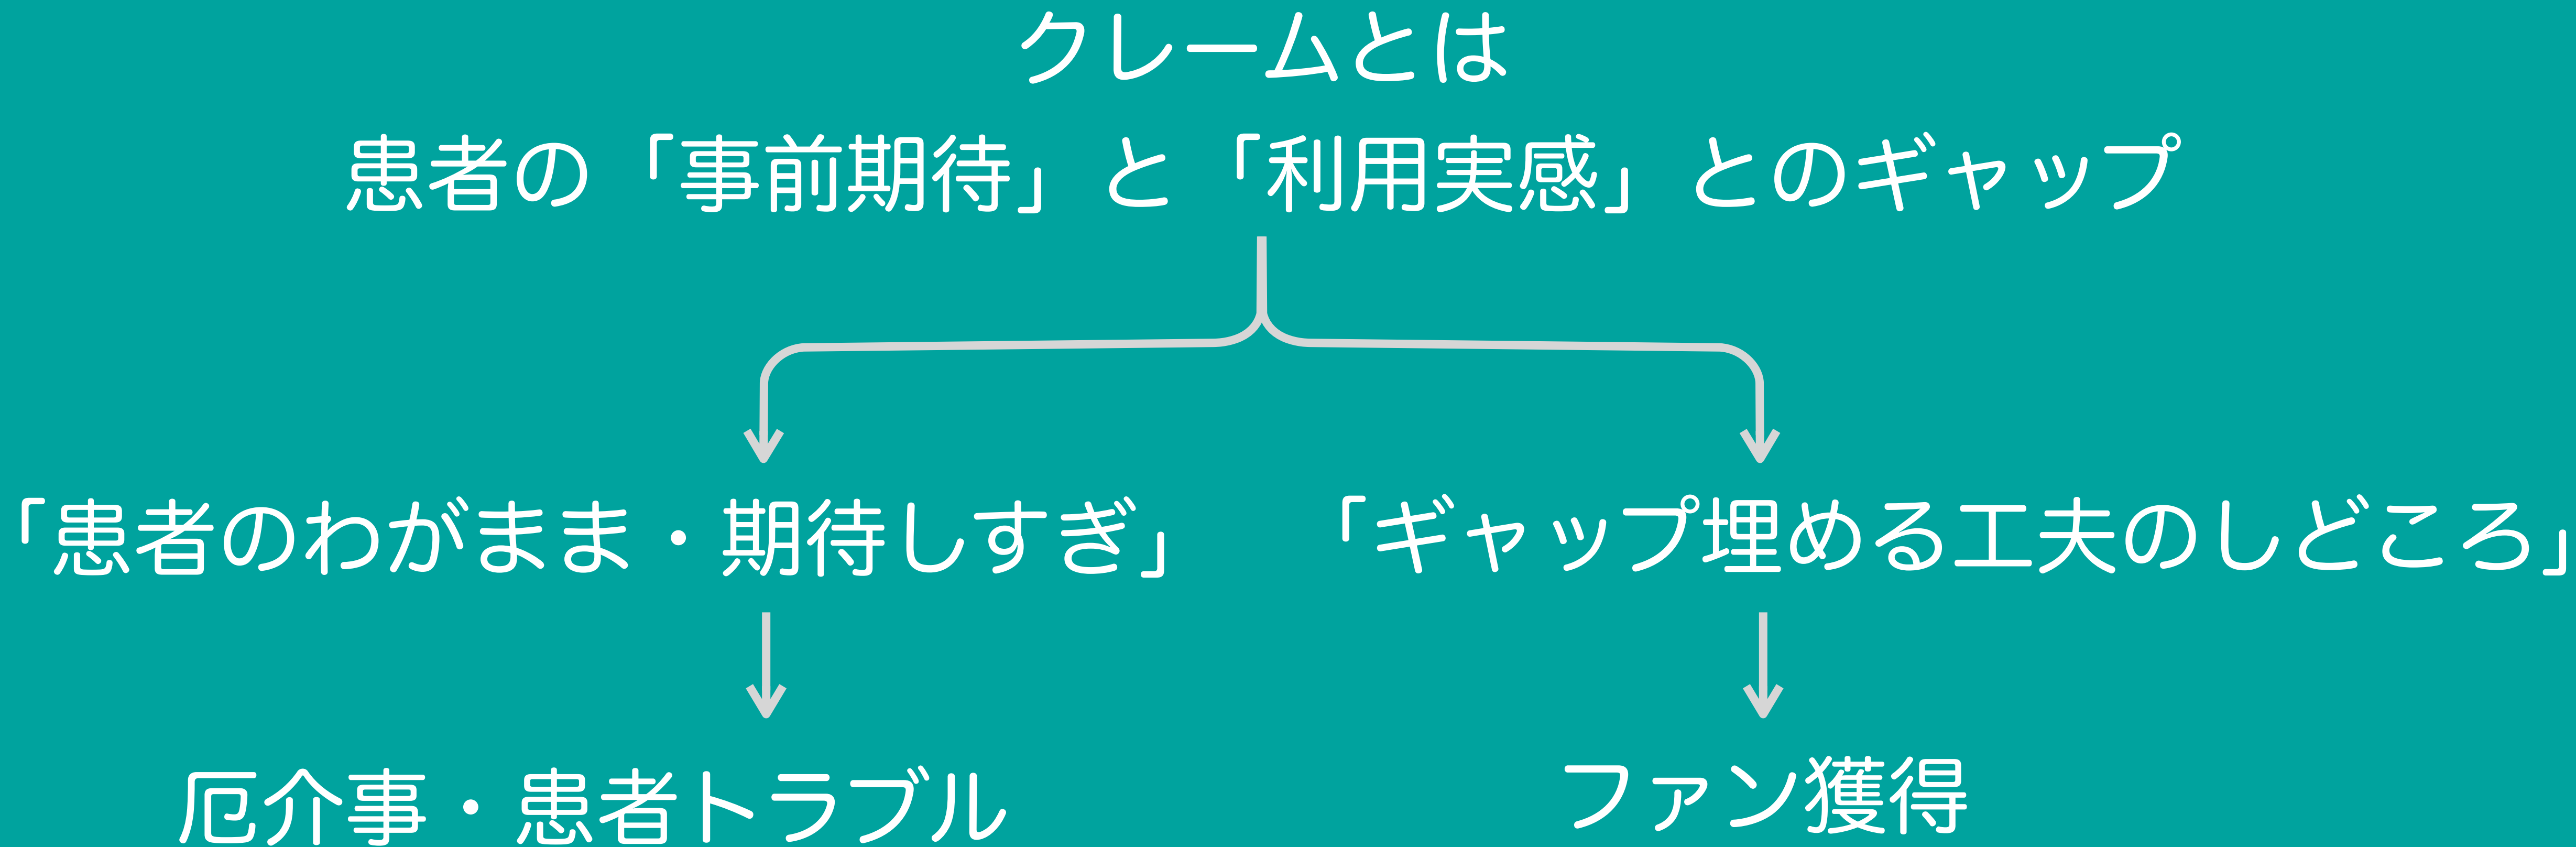 クレームとは
患者の「事前期待」と「利用実感」とのギャップ
「患者のわがまま・期待しすぎ」
「ギャップ埋める工夫のしどころ」
厄介事・患者トラブル
ファン獲得